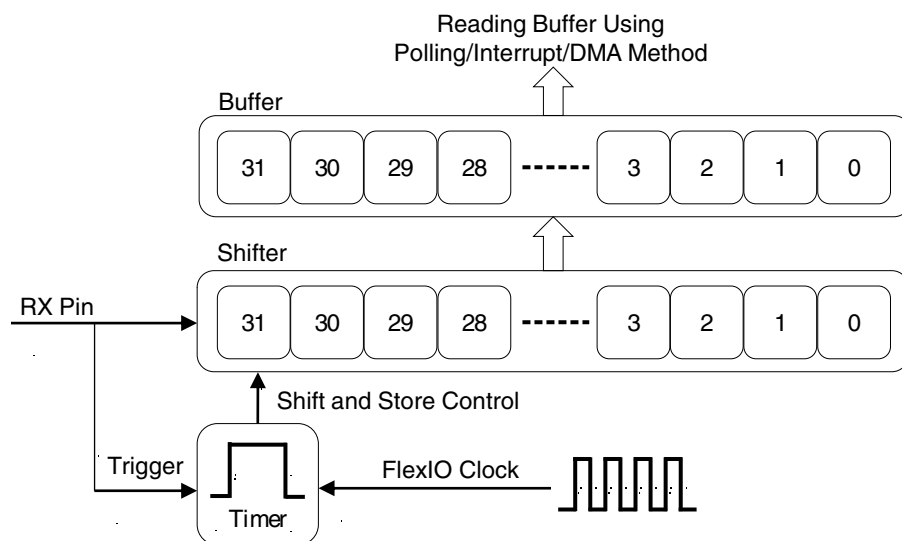 Reading Buffer Using
Polling/Interrupt/DMA Method
Buffer
31 30 29 28 3 2 1 0
Shifter
RX Pin
31 30 29 28 3 2 1 0
Shift and Store Control
Trigger
FlexIO Clock
Timer